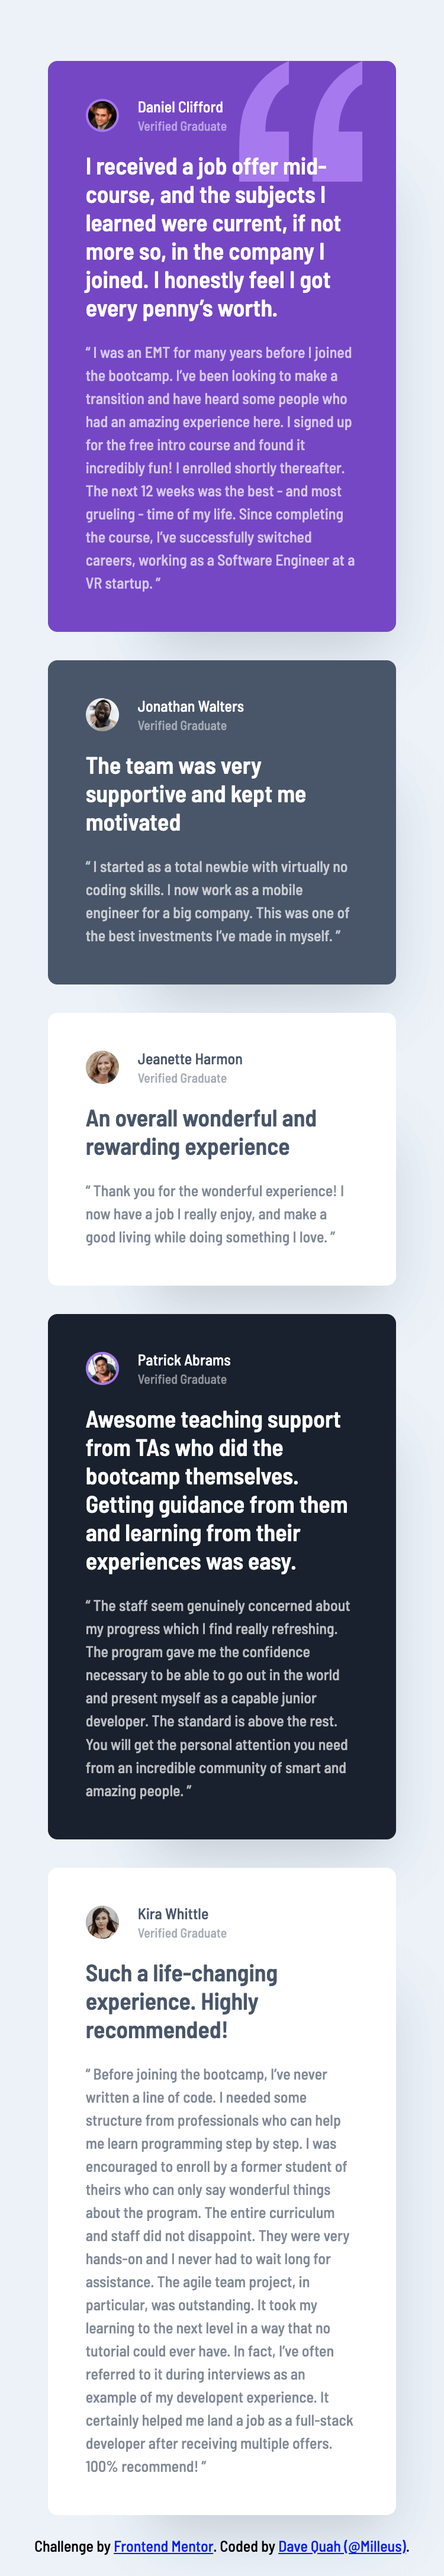 Daniel Clifford
Verified Graduate
I received a job offer mid-
course, and the subjects I
learned were current, if not
more so, in the company I
joined. I honestly feel I got
every penny’s worth.
“ I was an EMT for many years before I joined
the bootcamp. I’ve been looking to make a
transition and have heard some people who
had an amazing experience here. I signed up
for the free intro course and found it
incredibly fun! I enrolled shortly thereafter.
The next 12 weeks was the best - and most
grueling - time of my life. Since completing
the course, I’ve successfully switched
careers, working as a Software Engineer at a
VR startup. ”
Jonathan Walters
Verified Graduate
The team was very
supportive and kept me
motivated
“ I started as a total newbie with virtually no
coding skills. I now work as a mobile
engineer for a big company. This was one of
the best investments I’ve made in myself. ”
Jeanette Harmon
Verified Graduate
An overall wonderful and
rewarding experience
“ Thank you for the wonderful experience! I
now have a job I really enjoy, and make a
good living while doing something I love. ”
Patrick Abrams
Verified Graduate
Awesome teaching support
from TAs who did the
bootcamp themselves.
Getting guidance from them
and learning from their
experiences was easy.
“ The staff seem genuinely concerned about
my progress which I find really refreshing.
The program gave me the confidence
necessary to be able to go out in the world
and present myself as a capable junior
developer. The standard is above the rest.
You will get the personal attention you need
from an incredible community of smart and
amazing people. ”
Kira Whittle
Verified Graduate
Such a life-changing
experience. Highly
recommended!
“ Before joining the bootcamp, I’ve never
written a line of code. I needed some
structure from professionals who can help
me learn programming step by step. I was
encouraged to enroll by a former student of
theirs who can only say wonderful things
about the program. The entire curriculum
and staff did not disappoint. They were very
hands-on and I never had to wait long for
assistance. The agile team project, in
particular, was outstanding. It took my
learning to the next level in a way that no
tutorial could ever have. In fact, I’ve often
referred to it during interviews as an
example of my developent experience. It
certainly helped me land a job as a full-stack
developer after receiving multiple offers.
100% recommend! ”
Challenge by Frontend Mentor. Coded by Dave Quah (@Milleus).